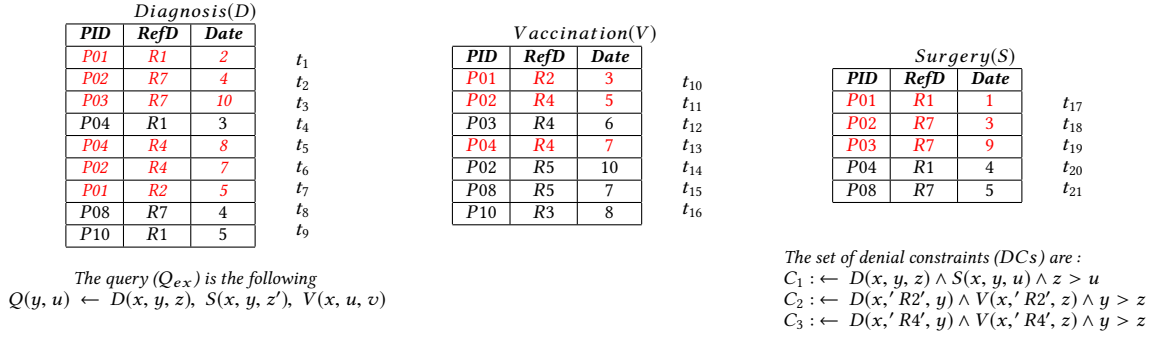 Diagnosis(D)
PID RefD Date
P01 R1 2 t1
P02 R7 4 t2
P03 R7 10 t3
P04 R1 3 t4
P04 R4 8 t5
P02 R4 7 t6
P01 R2 5 t7
P08 R7 4 t8
P10 R1 5 t9
The query (Qex) is the following
Q(y, u) ← D(x, y, z), S(x, y, z′), V(x, u, v)
Vaccination(V)
PID RefD Date
P01 R2 3 t10
P02 R4 5 t11
P03 R4 6 t12
P04 R4 7 t13
P02 R5 10 t14
P08 R5 7 t15
P10 R3 8 t16
Surgery(S)
PID RefD Date
P01 R1 1 t17
P02 R7 3 t18
P03 R7 9 t19
P04 R1 4 t20
P08 R7 5 t21
The set of denial constraints (DCs) are :
C1 :← D(x, y, z) ∧ S(x, y, u) ∧ z > u
C2 :← D(x,′ R2′, y) ∧ V(x,′ R2′, z) ∧ y > z
C3 :← D(x,′ R4′, y) ∧ V(x,′ R4′, z) ∧ y > z